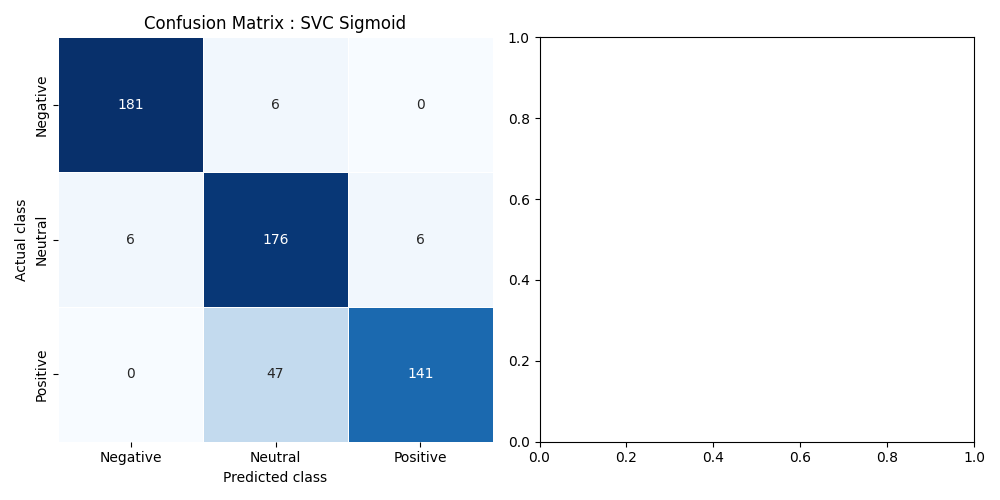 Confusion Matrix : SVC Sigmoid
Actual class
Negative
181 6 0
Neutral
6 176 6
Positive
0 47 141
Negative Neutral Positive
Predicted class
1.0
0.8
0.6
0.4
0.2
0.0
0.0 0.2 0.4 0.6 0.8 1.0